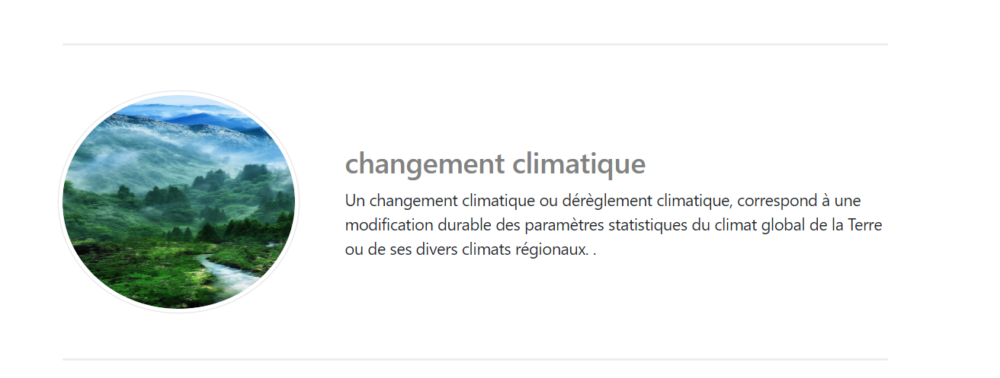 changement climatique
Un changement climatique ou dérèglement climatique, correspond à une
modification durable des paramètres statistiques du climat global de la Terre
ou de ses divers climats régionaux. .